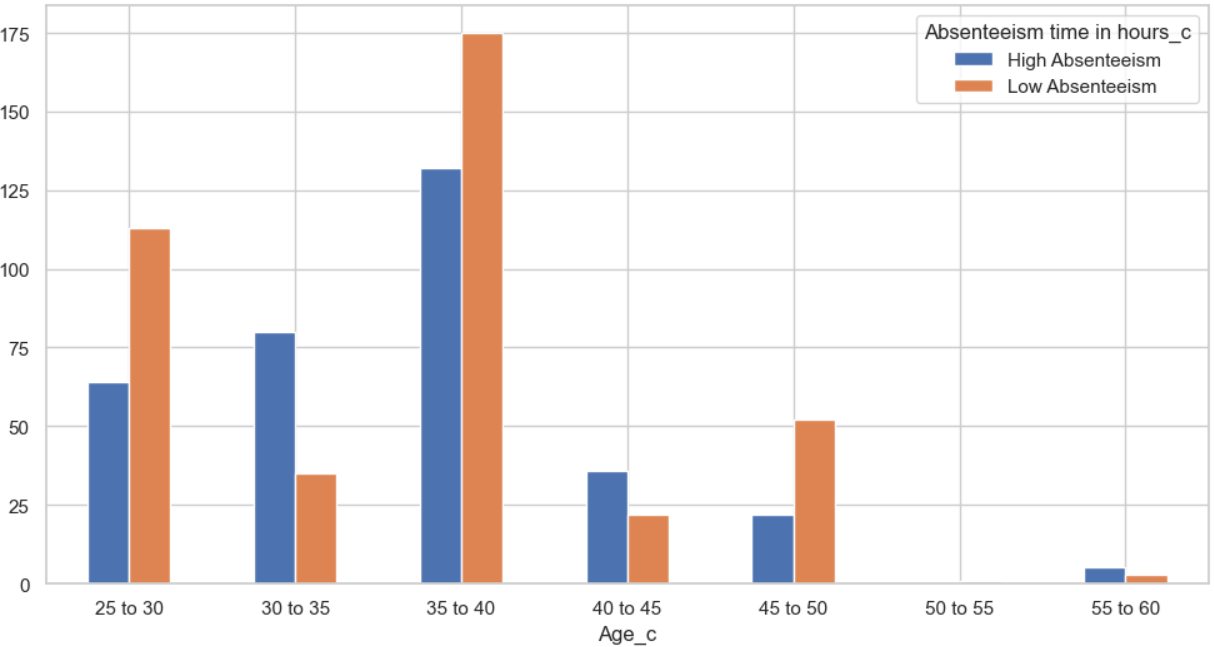 Absenteeism time in hours_c
High Absenteeism
Low Absenteeism
175
150
125
100
75
50
25
0
25 to 30 30 to 35 35 to 40 40 to 45 45 to 50 50 to 55 55 to 60
Age_c